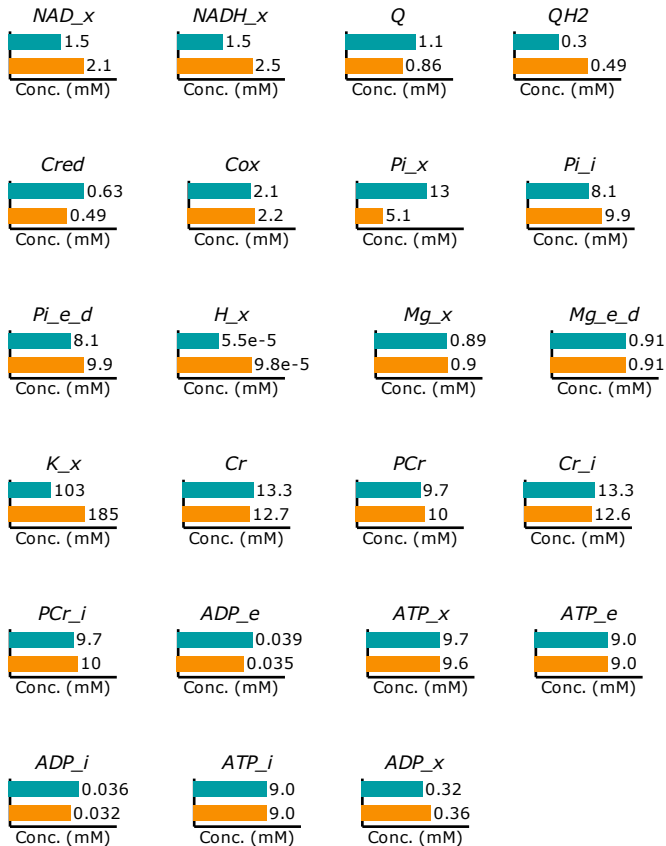 NAD_x NADH_x Q QH2
1.5 1.5 1.1 0.3
2.1 2.5 0.86 0.49
Conc. (mM) Conc. (mM) Conc. (mM) Conc. (mM)
Cred Cox Pi_x Pi_i
0.63 2.1 13 8.1
0.49 2.2 5.1 9.9
Conc. (mM) Conc. (mM) Conc. (mM) Conc. (mM)
Pi_e_d H_x Mg_x Mg_e_d
8.1 5.5e-5 0.89 0.91
9.9 9.8e-5 0.9 0.91
Conc. (mM) Conc. (mM) Conc. (mM) Conc. (mM)
K_x Cr PCr Cr_i
103 13.3 9.7 13.3
185 12.7 10 12.6
Conc. (mM) Conc. (mM) Conc. (mM) Conc. (mM)
PCr_i ADP_e ATP_x ATP_e
9.7 0.039 9.7 9.0
10 0.035 9.6 9.0
Conc. (mM) Conc. (mM) Conc. (mM) Conc. (mM)
ADP_i ATP_i ADP_x
0.036 9.0 0.32
0.032 9.0 0.36
Conc. (mM) Conc. (mM) Conc. (mM)